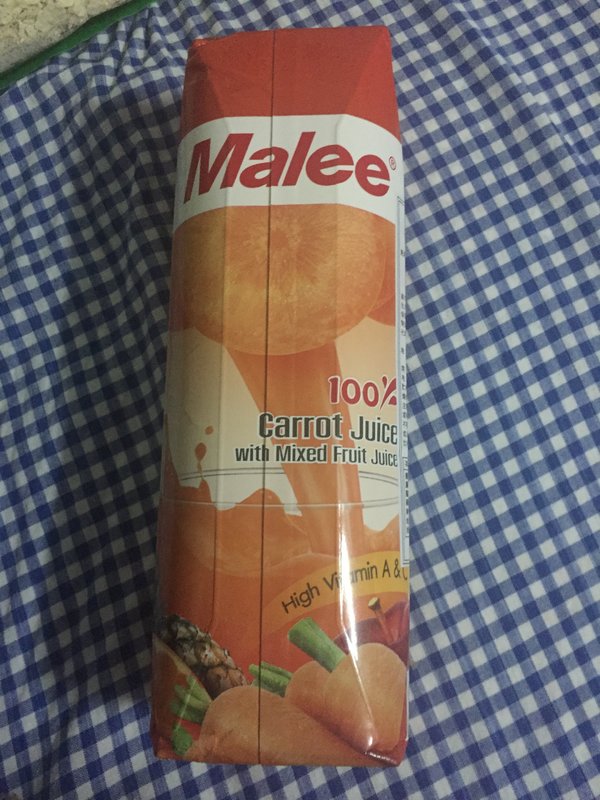 Malee®
100%
Carrot Juice
with Mixed Fruit Juice
High Vitamin A & C